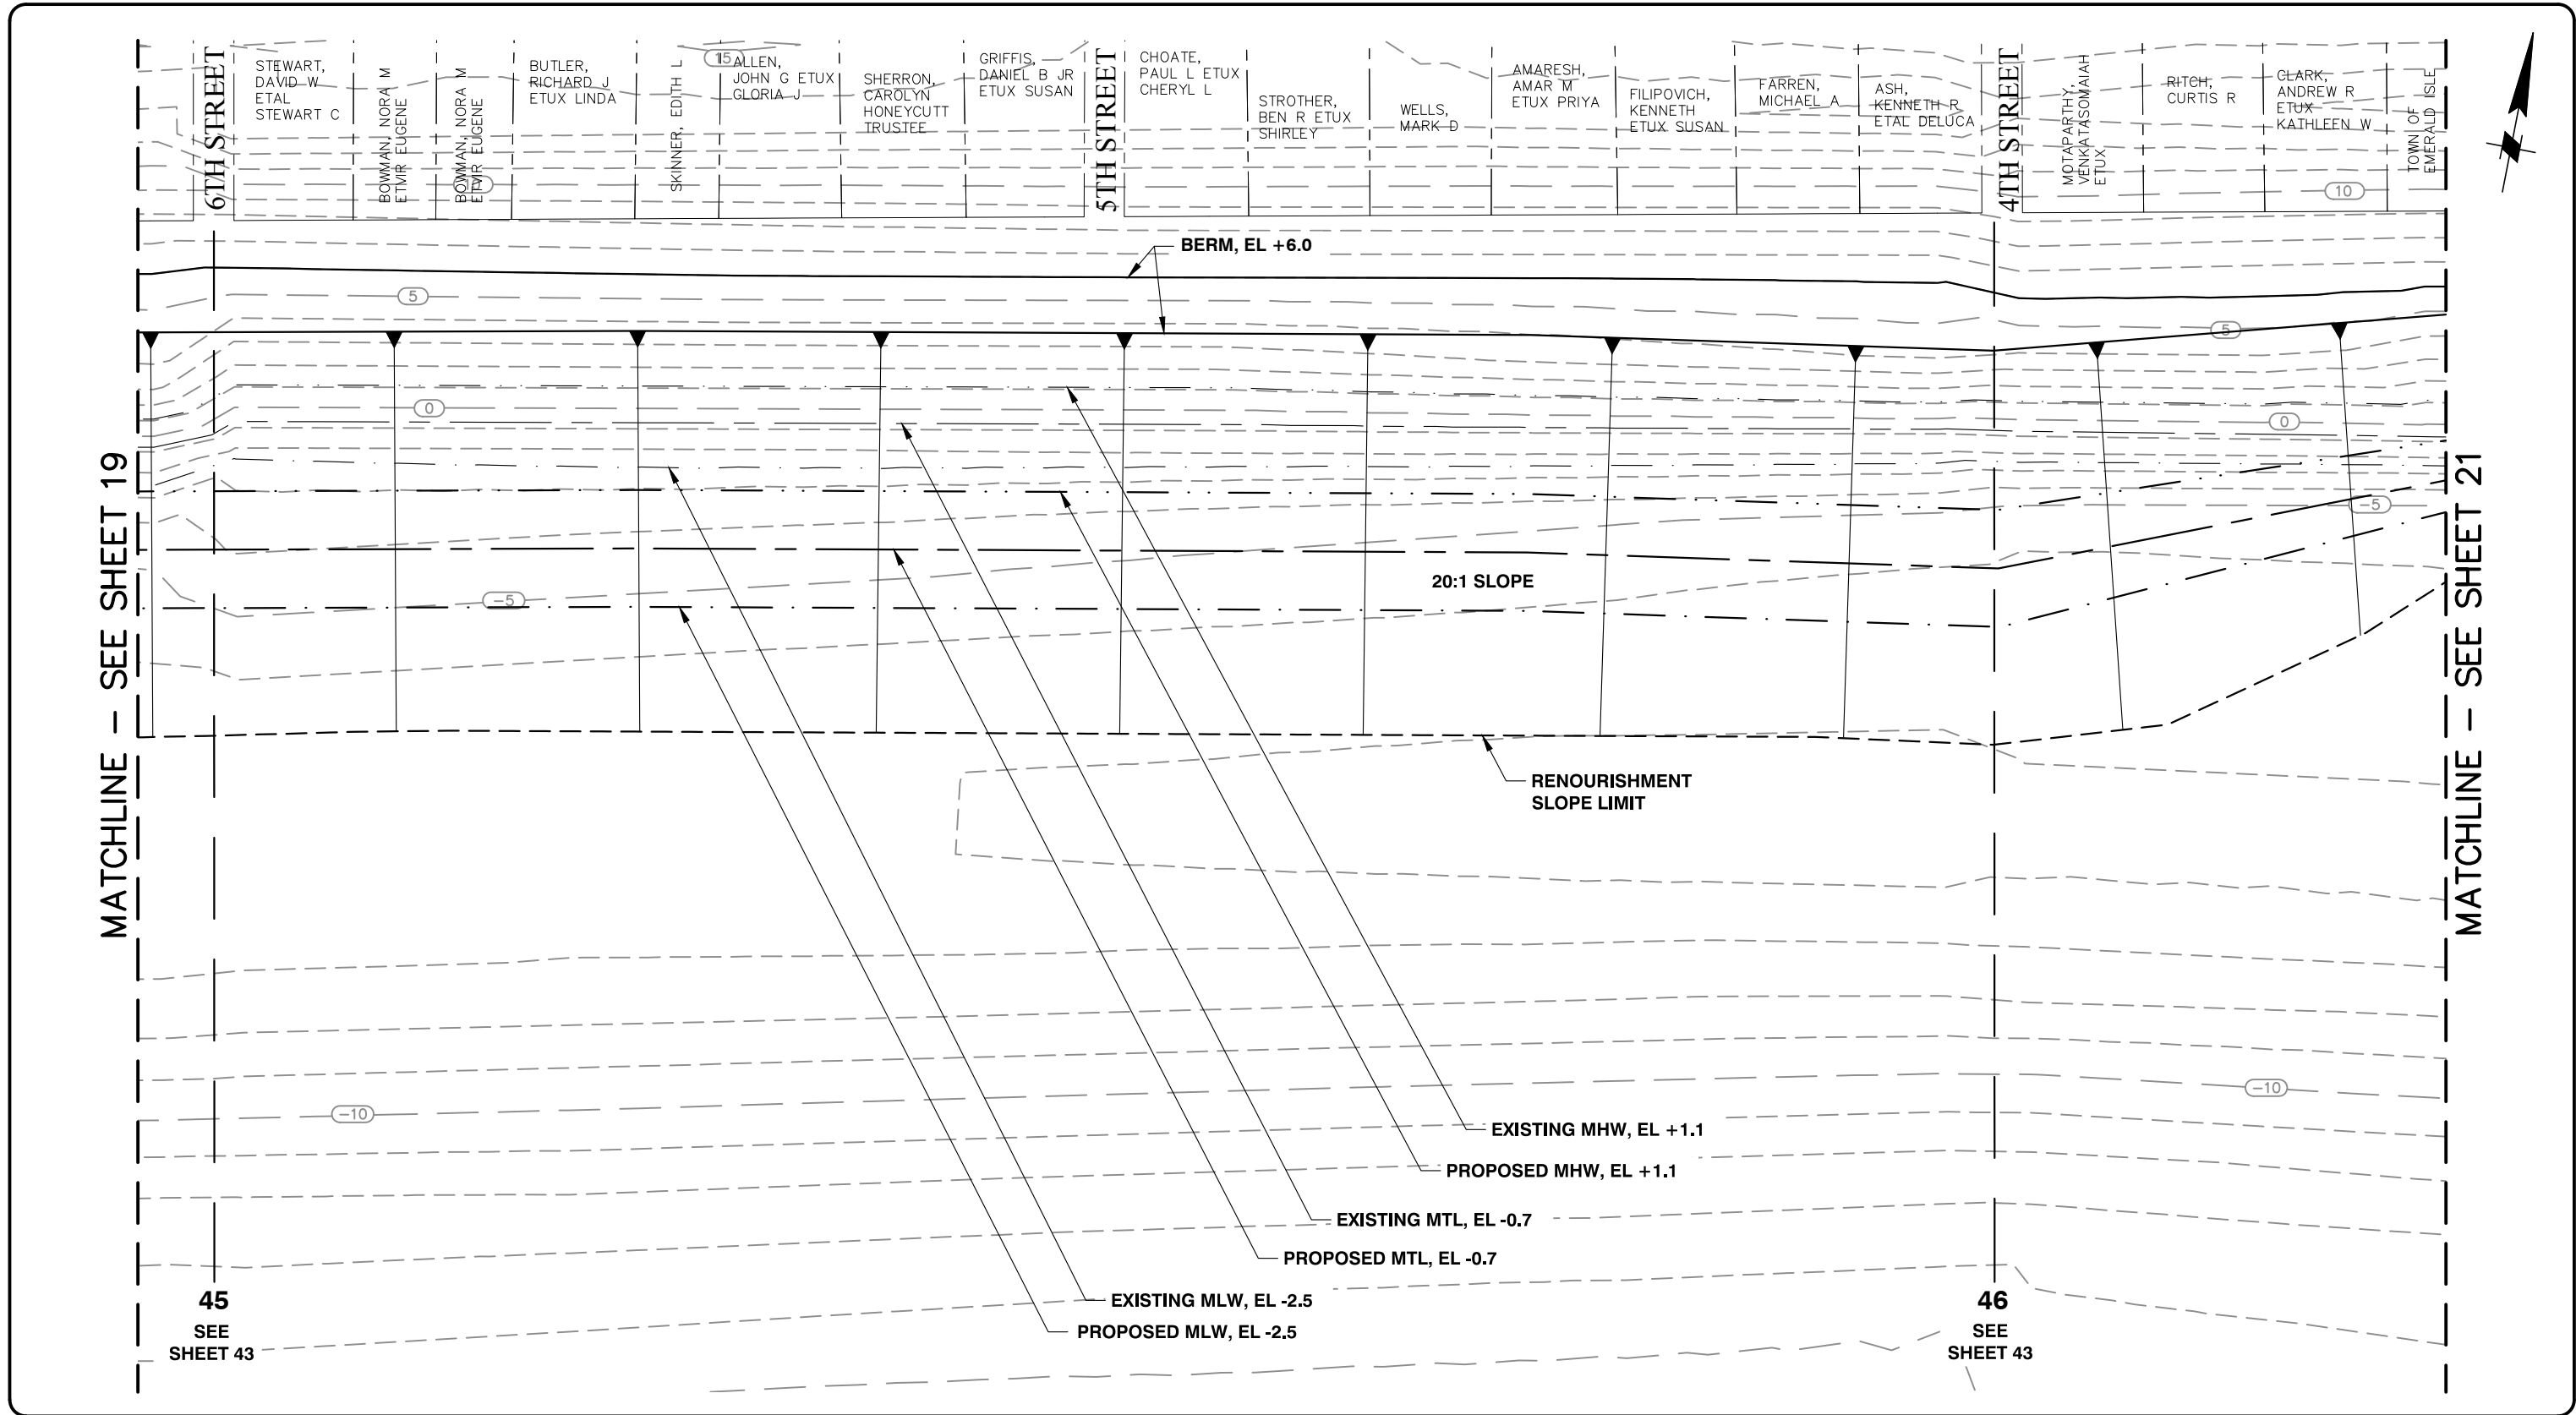 6TH STREET
STEWART,
DAVID W
ETAL
STEWART C
BOWMAN, NORA M
ETVIR EUGENE
BOWMAN, NORA M
ETVIR EUGENE
BUTLER,
RICHARD J
ETUX LINDA
SKINNER, EDITH L
15
ALLEN,
JOHN G ETUX
GLORIA J
SHERRON,
CAROLYN
HONEYCUTT
TRUSTEE
GRIFFIS,
DANIEL B JR
ETUX SUSAN
5TH STREET
CHOATE,
PAUL L ETUX
CHERYL L
STROTHER,
BEN R ETUX
SHIRLEY
WELLS,
MARK D
AMARESH,
AMAR M
ETUX PRIYA
FILIPOVICH,
KENNETH
ETUX SUSAN
FARREN,
MICHAEL A
ASH,
KENNETH R
ETAL DELUCA
4TH STREET
MOTAPARTHY,
VENKATASOMAIAH
ETUX
RITCH,
CURTIS R
CLARK,
ANDREW R
ETUX
KATHLEEN W
TOWN OF
EMERALD ISLE
10
10
BERM, EL +6.0
5
5
0
0
-5
-5
20:1 SLOPE
MATCHLINE - SEE SHEET 19
MATCHLINE - SEE SHEET 21
RENOURISHMENT
SLOPE LIMIT
-10
-10
EXISTING MHW, EL +1.1
PROPOSED MHW, EL +1.1
EXISTING MTL, EL -0.7
PROPOSED MTL, EL -0.7
EXISTING MLW, EL -2.5
PROPOSED MLW, EL -2.5
45
SEE
SHEET 43
46
SEE
SHEET 43